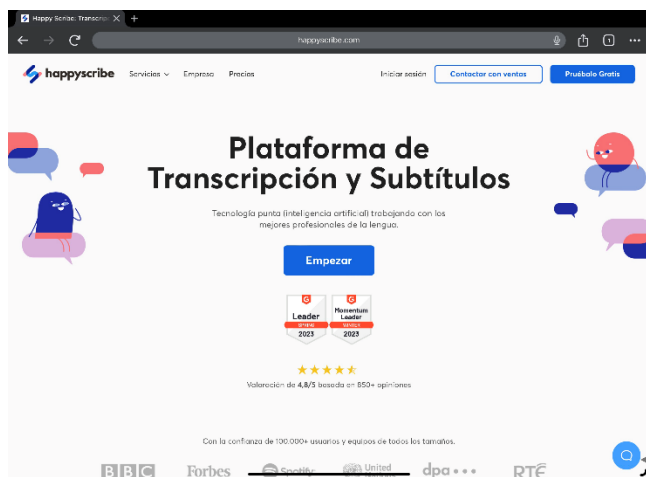 Happy Scribe: Transcrip
happyscribe.com
1
happyscribe
Servicios
Empresa
Precios
Iniciar sesión
Contactar con ventas
Pruébalo Gratis
Plataforma de
Transcripción y Subtítulos
Tecnología punta (inteligencia artificial) trabajando con los
mejores profesionales de la lengua.
Empezar
G
Leader
SPRING
2023
G
Momentum
Leader
2023
Valoración de 4,8/5 basada en 850+ opiniones
Con la confianza de 100.000+ usuarios y equipos de todos los tamaños.
BBC
Forbes
Spotify
United
dpa
RTÉ